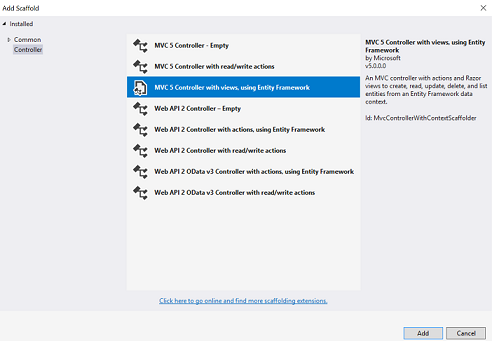 Add Scaffold
Installed
Common
Controller
MVC 5 Controller - Empty
MVC 5 Controller with read/write actions
MVC 5 Controller with views, using Entity Framework
Web API 2 Controller – Empty
Web API 2 Controller with actions, using Entity Framework
Web API 2 Controller with read/write actions
Web API 2 OData v3 Controller with actions, using Entity Framework
Web API 2 OData v3 Controller with read/write actions
Click here to go online and find more scaffolding extensions.
MVC 5 Controller with views, using Entity
Framework
by Microsoft
v5.0.0.0
An MVC controller with actions and Razor
views to create, read, update, delete, and list
entities from an Entity Framework data
context.
Id: MvcControllerWithContextScaffolder
Add
Cancel